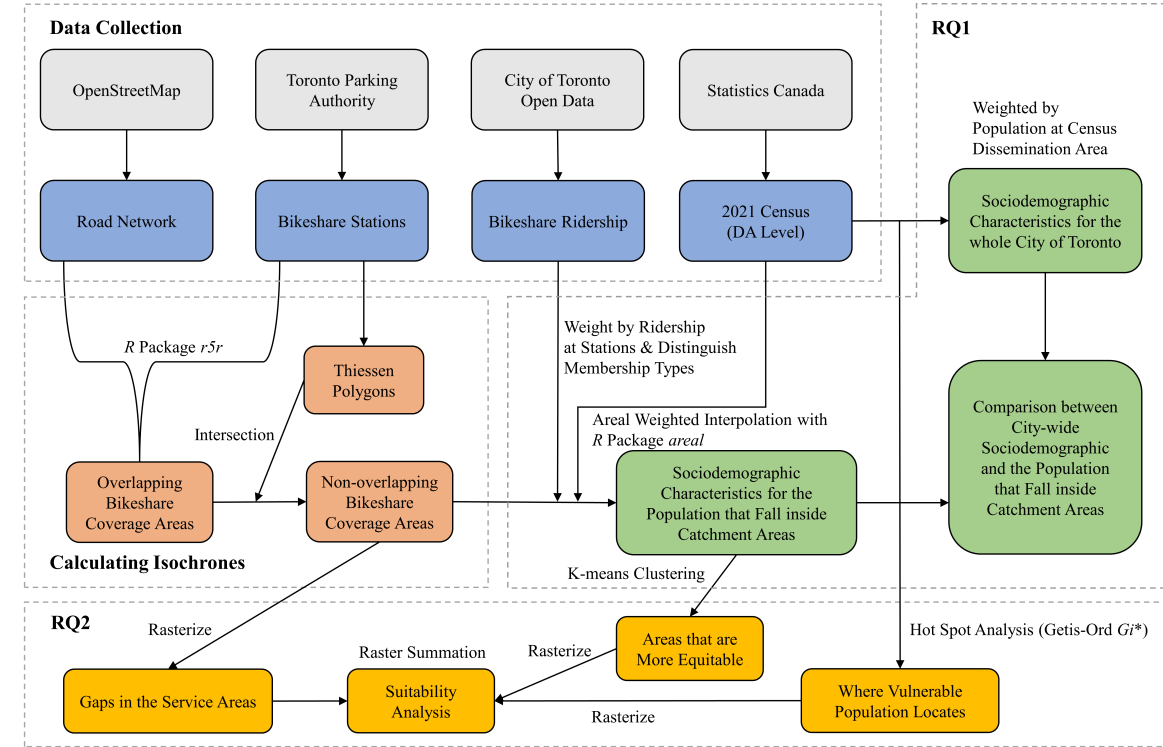 Data Collection
RQ1
OpenStreetMap
Toronto Parking
Authority
City of Toronto
Open Data
Statistics Canada
Weighted by
Population at Census
Dissemination Area
Road Network
Bikeshare Stations
Bikeshare Ridership
2021 Census
(DA Level)
Sociodemographic
Characteristics for the
whole City of Toronto
R Package r5r
Thiessen
Polygons
Weight by Ridership
at Stations & Distinguish
Membership Types
Intersection
Areal Weighted Interpolation with
R Package areal
Comparison between
City-wide
Sociodemographic
and the Population
that Fall inside
Catchment Areas
Overlapping
Bikeshare
Coverage Areas
Non-overlapping
Bikeshare
Coverage Areas
Sociodemographic
Characteristics for the
Population that Fall inside
Catchment Areas
Calculating Isochrones
K-means Clustering
RQ2
Rasterize
Raster Summation
Rasterize
Areas that are
More Equitable
Hot Spot Analysis (Getis-Ord Gi*)
Gaps in the Service Areas
Suitability
Analysis
Rasterize
Where Vulnerable
Population Locates